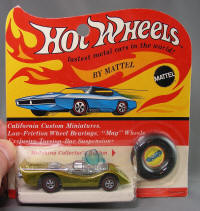 HOT WHEELS
fastest metal cars in the world!
BY MATTEL
MATTEL
California Custom Miniatures
Low-Friction Wheel Bearings, "Mag" Wheels
Exclusive Torsion-Bar Suspension
Collector's